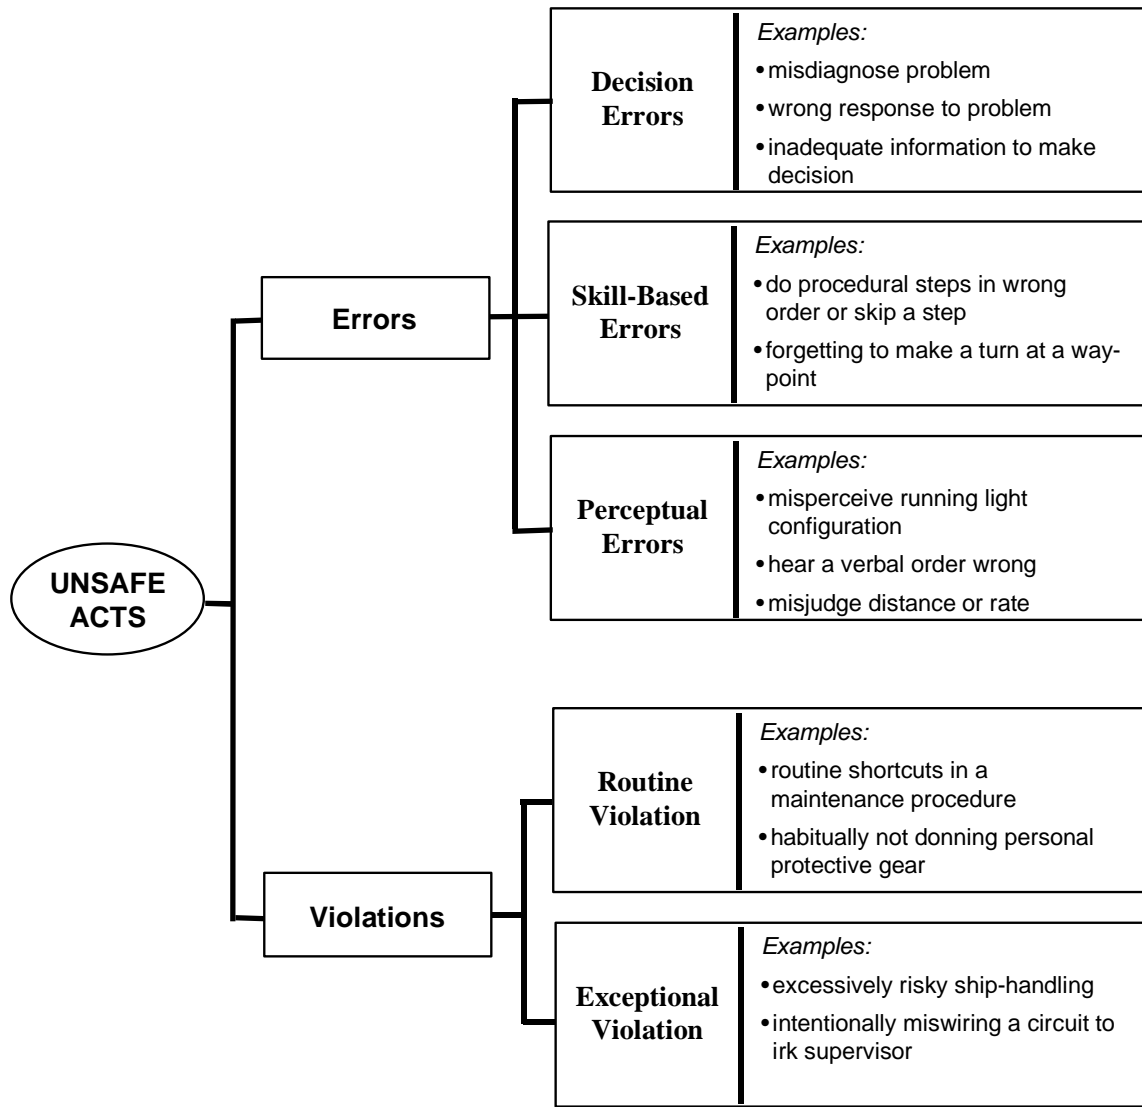 UNSAFE
ACTS
Errors
Decision
Errors
Examples:
•misdiagnose problem
•wrong response to problem
•inadequate information to make
decision
Skill-Based
Errors
Examples:
•do procedural steps in wrong
order or skip a step
•forgetting to make a turn at a way-
point
Perceptual
Errors
Examples:
•misperceive running light
configuration
•hear a verbal order wrong
•misjudge distance or rate
Violations
Routine
Violation
Examples:
•routine shortcuts in a
maintenance procedure
•habitually not donning personal
protective gear
Exceptional
Violation
Examples:
•excessively risky ship-handling
•intentionally miswiring a circuit to
irk supervisor